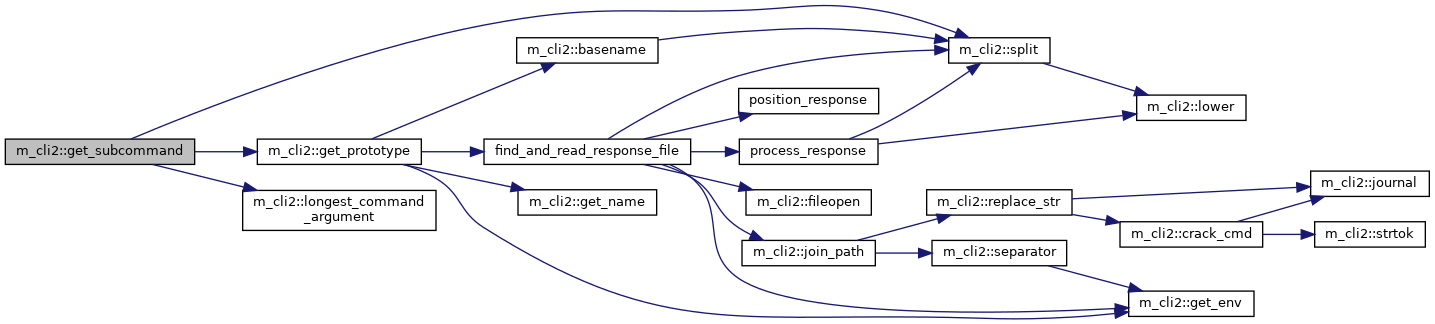 m_cli2::get_subcommand
m_cli2::get_prototype
m_cli2::longest_command
_argument
m_cli2::basename
find_and_read_response_file
m_cli2::get_name
position_response
process_response
m_cli2::fileopen
m_cli2::join_path
m_cli2::split
m_cli2::replace_str
m_cli2::separator
m_cli2::lower
m_cli2::crack_cmd
m_cli2::get_env
m_cli2::journal
m_cli2::strtok